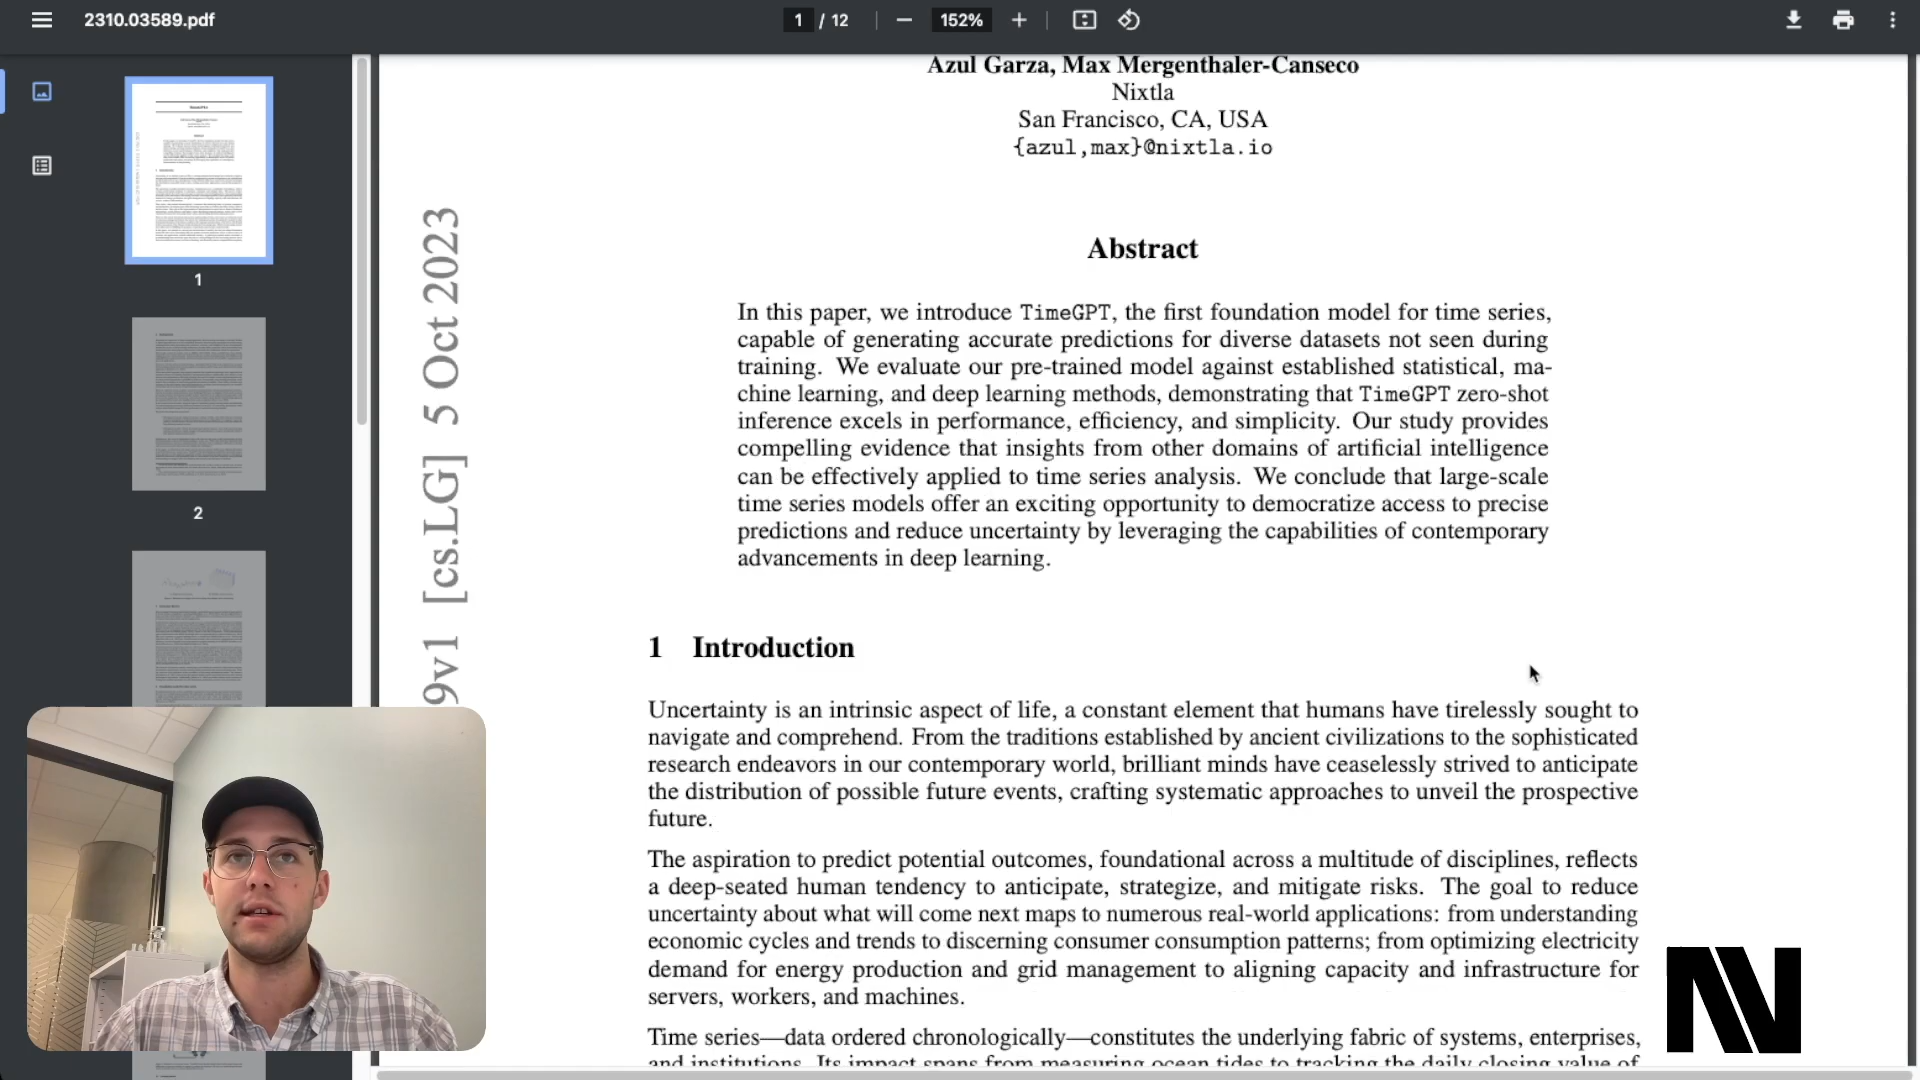 2310.03589.pdf
1 / 12
152%
1
2
Azul Garza, Max Mergenthaler-Canseco
Nixtla
San Francisco, CA, USA
{azul,max}@nixtla.io
9v1 [cs.LG] 5 Oct 2023
Abstract
In this paper, we introduce TimeGPT, the first foundation model for time series,
capable of generating accurate predictions for diverse datasets not seen during
training. We evaluate our pre-trained model against established statistical, ma-
chine learning, and deep learning methods, demonstrating that TimeGPT zero-shot
inference excels in performance, efficiency, and simplicity. Our study provides
compelling evidence that insights from other domains of artificial intelligence
can be effectively applied to time series analysis. We conclude that large-scale
time series models offer an exciting opportunity to democratize access to precise
predictions and reduce uncertainty by leveraging the capabilities of contemporary
advancements in deep learning.
1 Introduction
Uncertainty is an intrinsic aspect of life, a constant element that humans have tirelessly sought to
navigate and comprehend. From the traditions established by ancient civilizations to the sophisticated
research endeavors in our contemporary world, brilliant minds have ceaselessly strived to anticipate
the distribution of possible future events, crafting systematic approaches to unveil the prospective
future.
The aspiration to predict potential outcomes, foundational across a multitude of disciplines, reflects
a deep-seated human tendency to anticipate, strategize, and mitigate risks. The goal to reduce
uncertainty about what will come next maps to numerous real-world applications: from understanding
economic cycles and trends to discerning consumer consumption patterns; from optimizing electricity
demand for energy production and grid management to aligning capacity and infrastructure for
servers, workers, and machines.
Time series—data ordered chronologically—constitutes the underlying fabric of systems, enterprises,
and institutions. Its impact spans from measuring ocean tides to tracking the daily closing value of
N